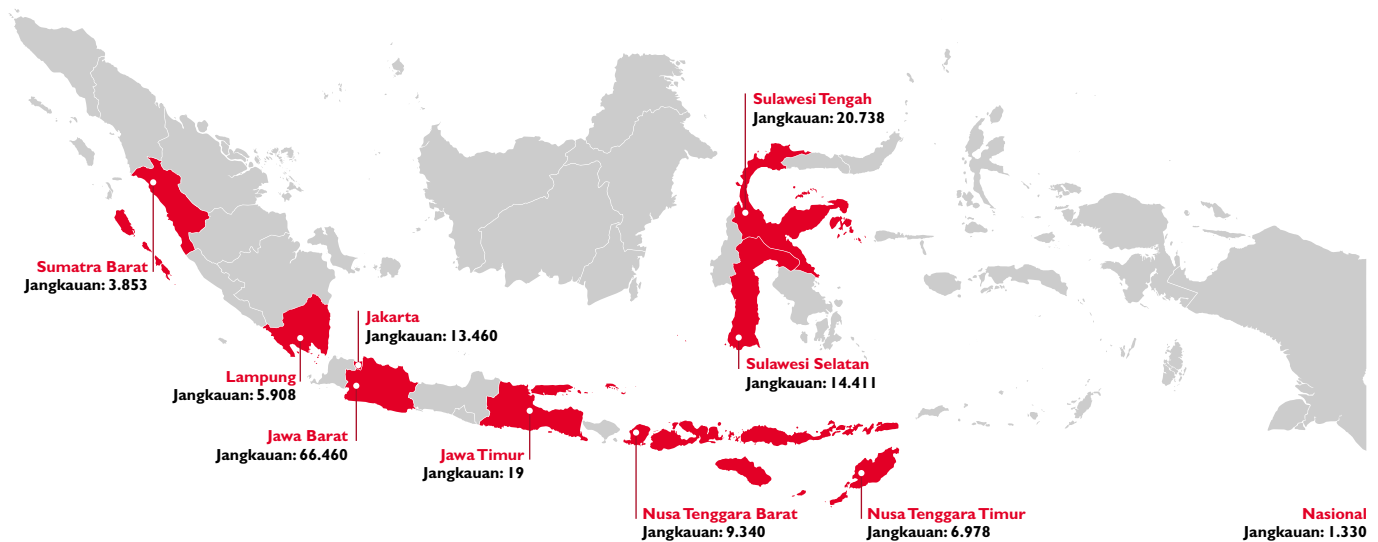 Sulawesi Tengah
Jangkauan: 20.738
Sumatra Barat
Jangkauan: 3.853
Jakarta
Jangkauan: 13.460
Sulawesi Selatan
Jangkauan: 14.411
Lampung
Jangkauan: 5.908
Jawa Barat
Jangkauan: 66.460
Jawa Timur
Jangkauan: 19
Nusa Tenggara Barat
Jangkauan: 9.340
Nusa Tenggara Timur
Jangkauan: 6.978
Nasional
Jangkauan: 1.330